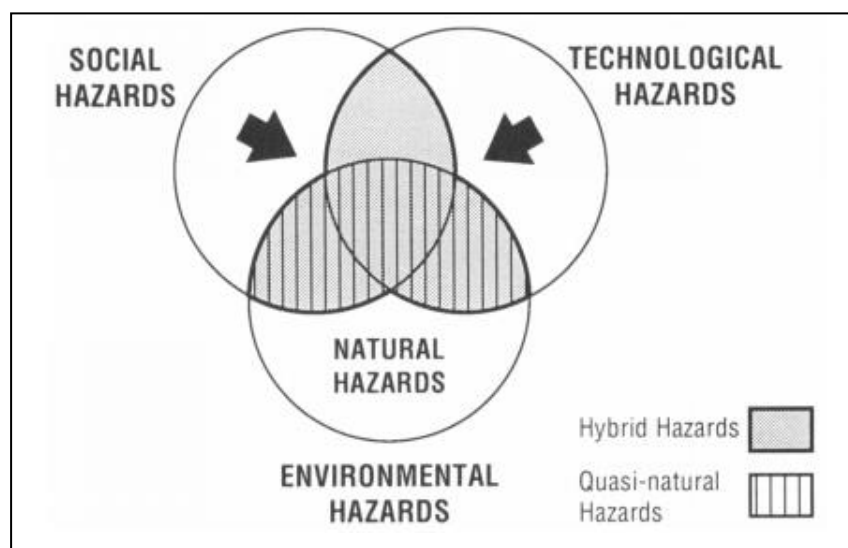 SOCIAL
HAZARDS
TECHNOLOGICAL
HAZARDS
NATURAL
HAZARDS
ENVIRONMENTAL
HAZARDS
Hybrid Hazards
Quasi-natural
Hazards